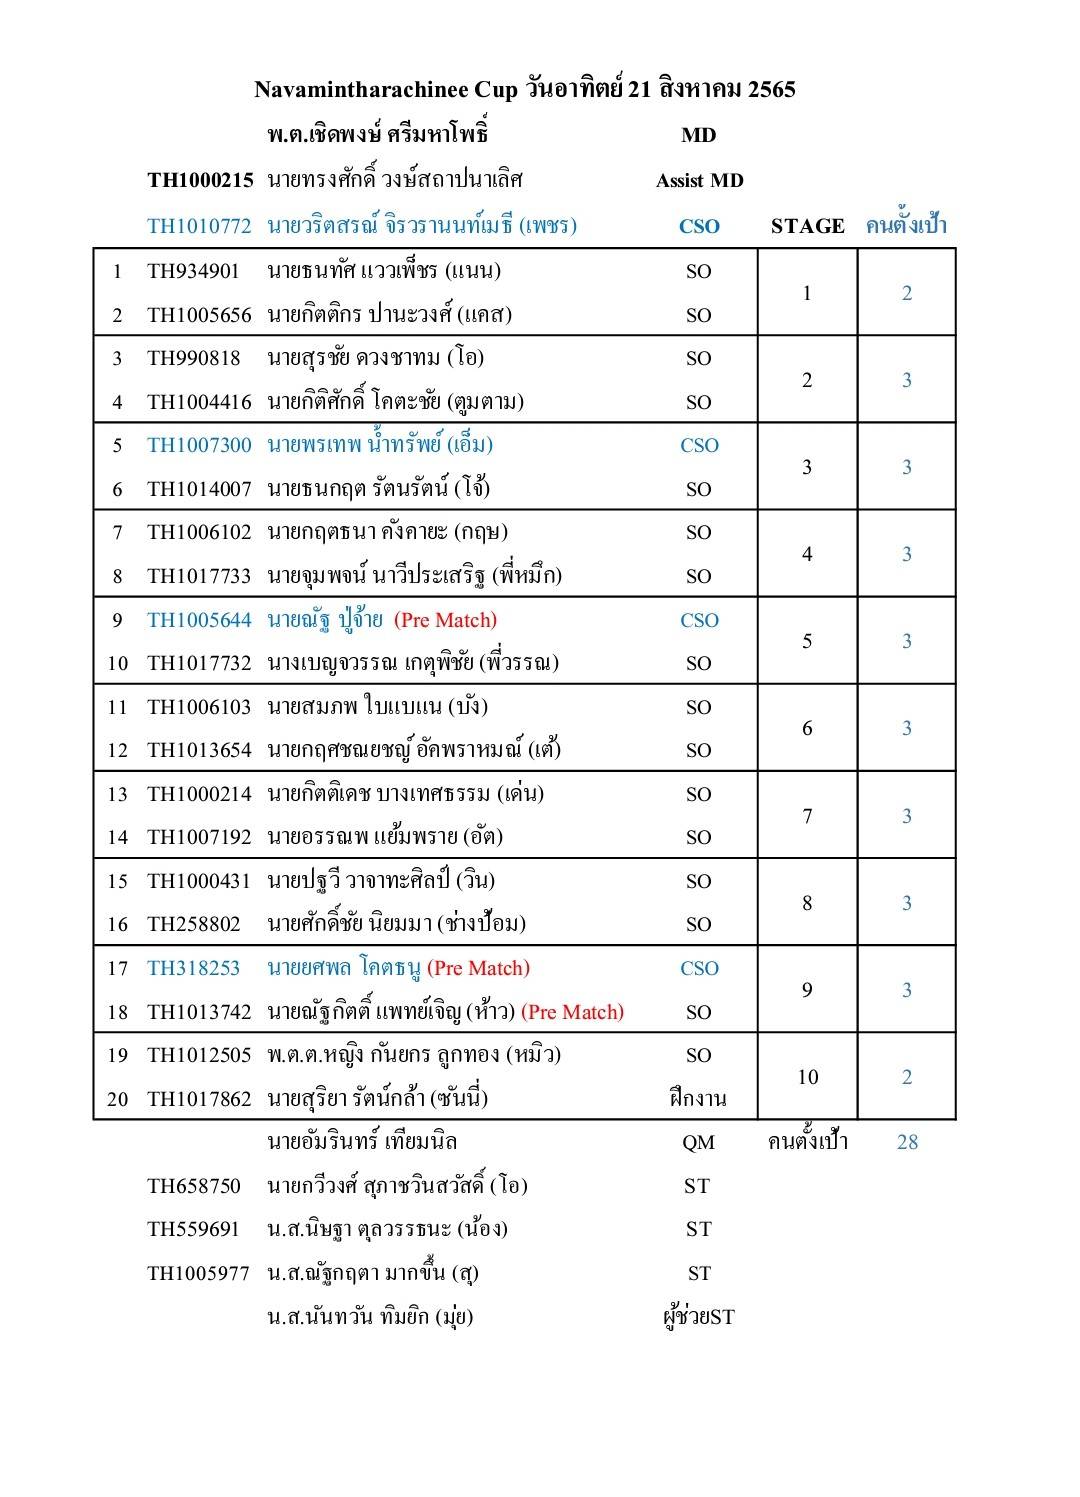 Navamintharachinee Cup วันอาทิตย์ 21 สิงหาคม 2565
พ.ต.เชิดพงษ์ ศรีมหาโพธิ์ MD
TH1000215 นายทรงศักดิ์ วงษ์สถาปนาเลิศ Assist MD
TH1010772 นายวริตสรณ์ จิรวรานนท์เมธี (เพชร) CSO STAGE คนตั้งเป้า
1 TH934901 นายธนทัศ แววเพ็ชร (แนน) SO 1 2
2 TH1005656 นายกิตติกร ปานะวงศ์ (แคส) SO
3 TH990818 นายสุรชัย ดวงชาทม (โอ) SO 2 3
4 TH1004416 นายกิติศักดิ์ โคตะชัย (ตูมตาม) SO
5 TH1007300 นายพรเทพ น้ำทรัพย์ (เอ็ม) CSO 3 3
6 TH1014007 นายธนกฤต รัตนรัตน์ (โจ้) SO
7 TH1006102 นายกฤตธนา คังคายะ (กฤษ) SO 4 3
8 TH1017733 นายจุมพจน์ นาวีประเสริฐ (พี่หมึก) SO
9 TH1005644 นายณัฐ ปู่จ้าย (Pre Match) CSO 5 3
10 TH1017732 นางเบญจวรรณ เกตุพิชัย (พี่วรรณ) SO
11 TH1006103 นายสมภพ ใบแบแน (บัง) SO 6 3
12 TH1013654 นายกฤศชณยชญ์ อัคพราหมณ์ (เต้) SO
13 TH1000214 นายกิตติเดช บางเทศธรรม (เด่น) SO 7 3
14 TH1007192 นายอรรณพ แย้มพราย (อัต) SO
15 TH1000431 นายปฐวี วาจาทะศิลป์ (วิน) SO 8 3
16 TH258802 นายศักดิ์ชัย นิยมมา (ช่างป้อม) SO
17 TH318253 นายยศพล โคตธนู (Pre Match) CSO 9 3
18 TH1013742 นายณัฐกิตติ์ แพทย์เจิญ (ห้าว) (Pre Match) SO
19 TH1012505 พ.ต.ต.หญิง กันยกร ลูกทอง (หมิว) SO 10 2
20 TH1017862 นายสุริยา รัตน์กล้า (ซันนี่) ฝึกงาน
นายอัมรินทร์ เทียมนิล QM คนตั้งเป้า 28
TH658750 นายกวีวงศ์ สุภาชวินสวัสดิ์ (โอ) ST
TH559691 น.ส.นิษฐา ตุลวรรธนะ (น้อง) ST
TH1005977 น.ส.ณัฐกฤตา มากขึ้น (สุ) ST
น.ส.นันทวัน ทิมยิก (มุ่ย) ผู้ช่วยST